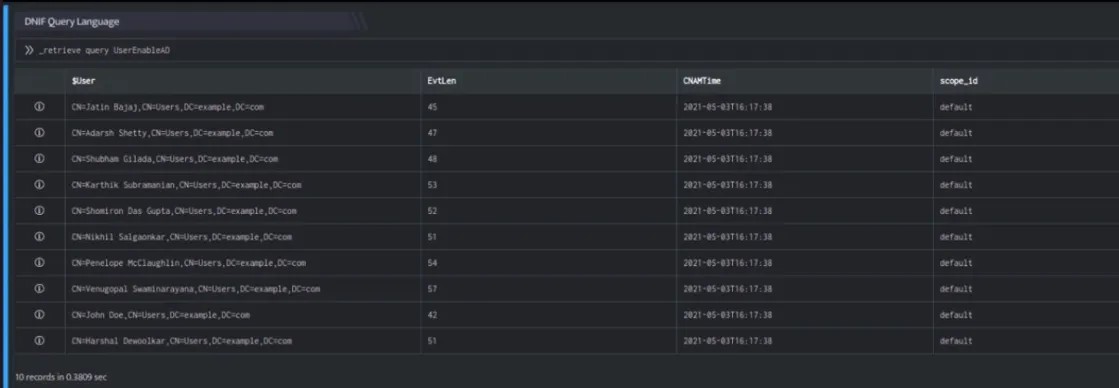 DNIF Query Language
_retrieve query UserEnableAD
$User EvtLen CNAMTime scope_id
CN=Jatin Bajaj,CN=Users,DC=example,DC=com 45 2021-05-03T16:17:38 default
CN=Adarsh Shetty,CN=Users,DC=example,DC=com 47 2021-05-03T16:17:38 default
CN=Shubham Gilada,CN=Users,DC=example,DC=com 48 2021-05-03T16:17:38 default
CN=Karthik Subramanian,CN=Users,DC=example,DC=com 53 2021-05-03T16:17:38 default
CN=Shomiron Das Gupta,CN=Users,DC=example,DC=com 52 2021-05-03T16:17:38 default
CN=Nikhil Salgaonkar,CN=Users,DC=example,DC=com 51 2021-05-03T16:17:38 default
CN=Penelope McClaughlin,CN=Users,DC=example,DC=com 54 2021-05-03T16:17:38 default
CN=Venugopal Swaminarayana,CN=Users,DC=example,DC=com 57 2021-05-03T16:17:38 default
CN=John Doe,CN=Users,DC=example,DC=com 42 2021-05-03T16:17:38 default
CN=Harshal Dewoolkar,CN=Users,DC=example,DC=com 51 2021-05-03T16:17:38 default
10 records in 0.3809 sec